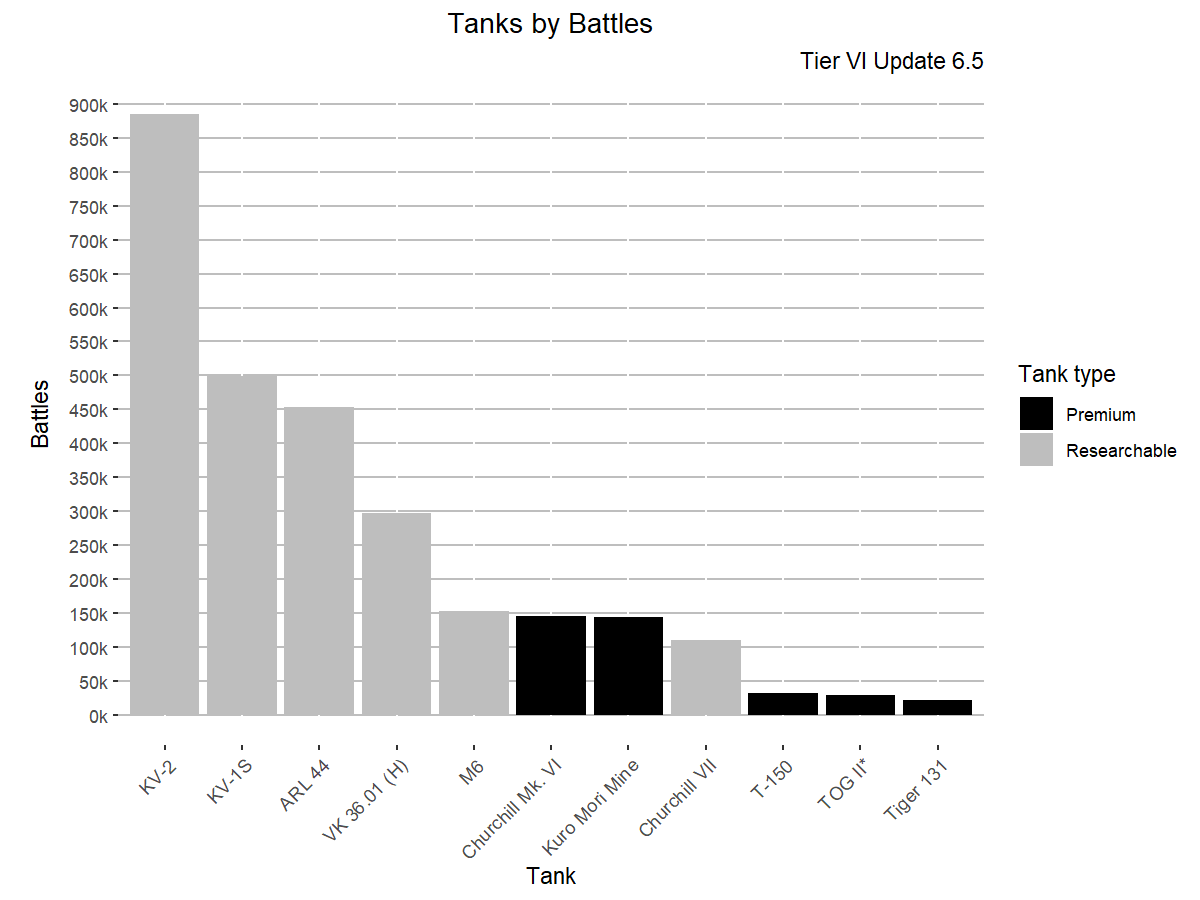 Tanks by Battles
Tier VI Update 6.5
900k
850k
800k
750k
700k
650k
600k
550k
500k
450k
400k
350k
300k
250k
200k
150k
100k
50k
0k
Battles
KV-2
KV-1S
ARL 44
VK 36.01 (H)
M6
Churchill Mk. VI
Kuro Mori Mine
Churchill VII
T-150
TOG II*
Tiger 131
Tank
Tank type
Premium
Researchable